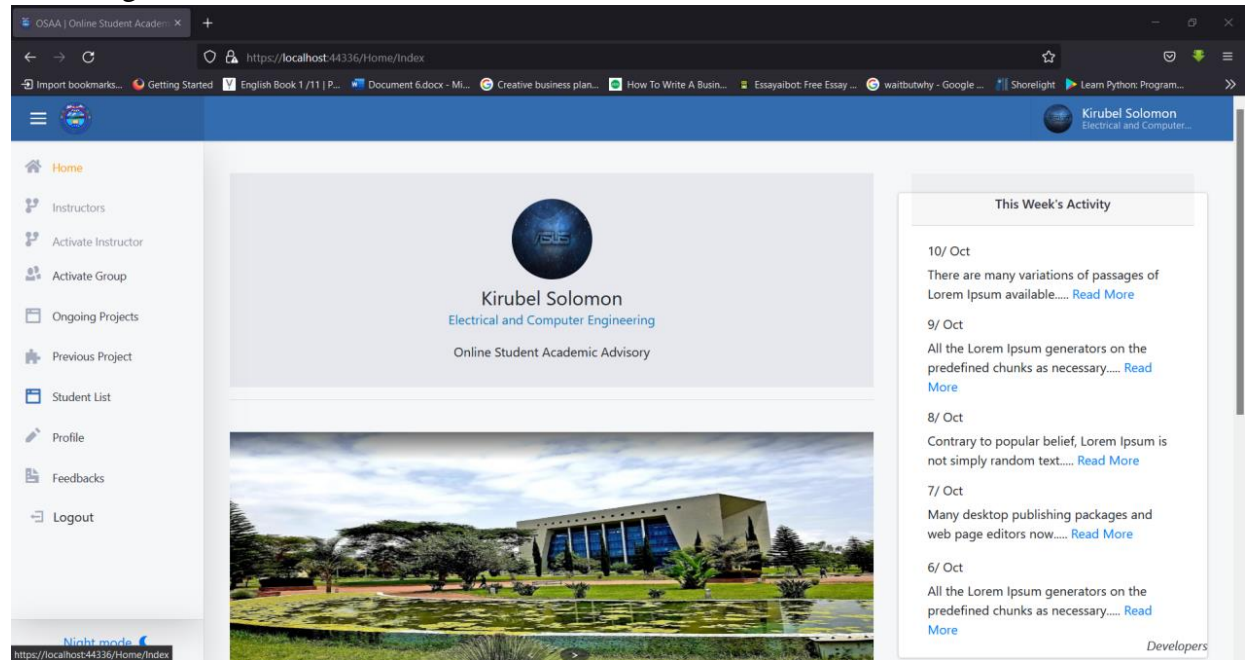 OSAA | Online Student Academi
https://localhost:44336/Home/Index
Import bookmarks... Getting Started English Book 1 /11 | P... Document 6.docx - Mi... Creative business plan... How To Write A Busin... Essayaibot: Free Essay ... waitbutwhy - Google ... Shorelight Learn Python: Program...
Kirubel Solomon
Electrical and Computer...
Home
Instructors
Activate Instructor
Activate Group
Ongoing Projects
Previous Project
Student List
Profile
Feedbacks
Logout
Night mode
https://localhost:44336/Home/Index
ASUS
Kirubel Solomon
Electrical and Computer Engineering
Online Student Academic Advisory
This Week's Activity
10/ Oct
There are many variations of passages of
Lorem Ipsum available..... Read More
9/ Oct
All the Lorem Ipsum generators on the
predefined chunks as necessary..... Read
More
8/ Oct
Contrary to popular belief, Lorem Ipsum is
not simply random text..... Read More
7/ Oct
Many desktop publishing packages and
web page editors now..... Read More
6/ Oct
All the Lorem Ipsum generators on the
predefined chunks as necessary..... Read
More
Developers